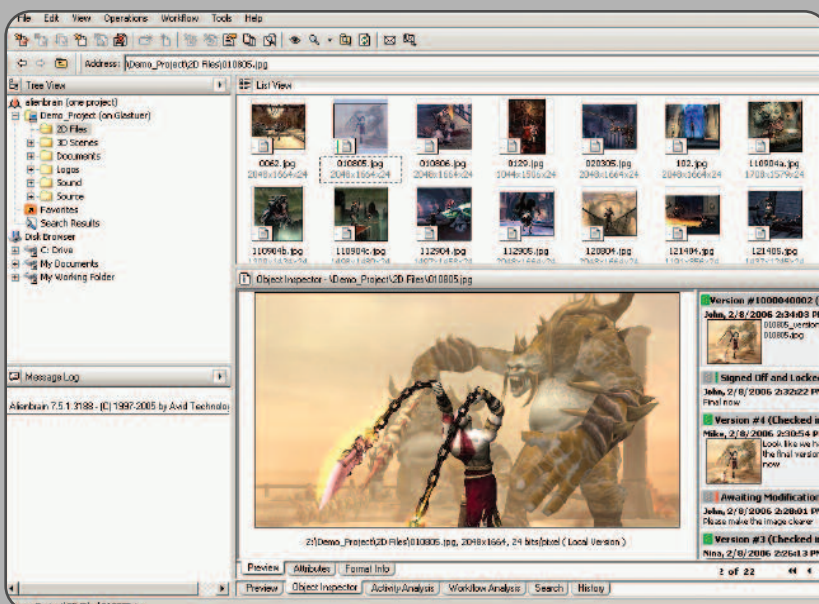 File Edit View Operations Workflow Tools Help
Address: \Demo_Project\2D Files\010805.jpg
Tree View
alienbrain (one project)
Demo_Project (on Glastuer)
2D Files
3D Scenes
Documents
Logos
Sound
Source
Favorites
Search Results
Disk Browser
C: Drive
My Documents
My Working Folder
List View
0062.jpg 010805.jpg 010806.jpg 0129.jpg 020305.jpg 102.jpg 110904a.jpg
2048x1664x24 2048x1664x24 2048x1664x24 1044x1506x24 2048x1664x24 2048x1664x24 1708x1579x24
110904b.jpg 110904c.jpg 112904.jpg 112905.jpg 120804.jpg 121404.jpg 121405.jpg
Object Inspector - \Demo_Project\2D Files\010805.jpg
Version #1000040002 (
John, 2/8/2006 2:34:03 PM
010805_version
010805.jpg
Signed Off and Locked
John, 2/8/2006 2:32:22 PM
Final now
Version #4 (Checked in
Mike, 2/8/2006 2:30:54 PM
Look like we ha
the final version
now
Awaiting Modification
John, 2/8/2006 2:28:01 PM
Please make the image clearer
Version #3 (Checked in
Nina, 2/8/2006 2:26:13 PM
2 of 22
Z:\Demo_Project\2D Files\010805.jpg, 2048x1664, 24 bits/pixel ( Local Version )
Preview Attributes Format Info
Preview Object Inspector Activity Analysis Workflow Analysis Search History
Message Log
Alienbrain 7.5.1.3188 - (C) 1997-2005 by Avid Technolo